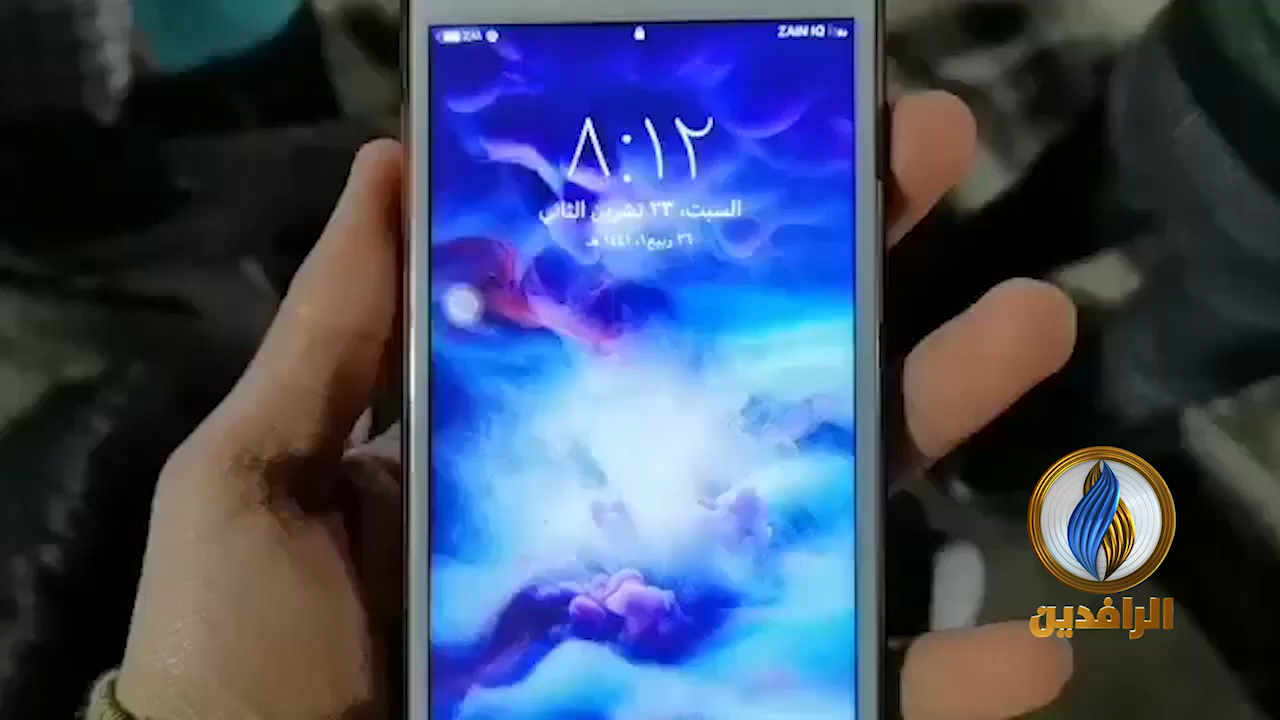 ZAIN IQ
٨:١٢
السبت، ٢٣ تشرين الثاني
٢٦ ربيع١، ١٤٤١ هـ
الرافدين